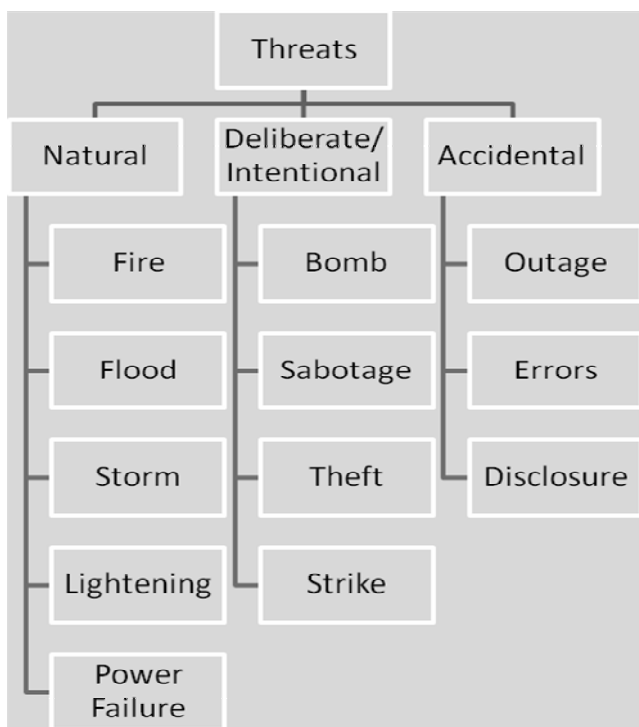 Threats
Natural
Deliberate/
Intentional
Accidental
Fire
Bomb
Outage
Flood
Sabotage
Errors
Storm
Theft
Disclosure
Lightening
Strike
Power
Failure